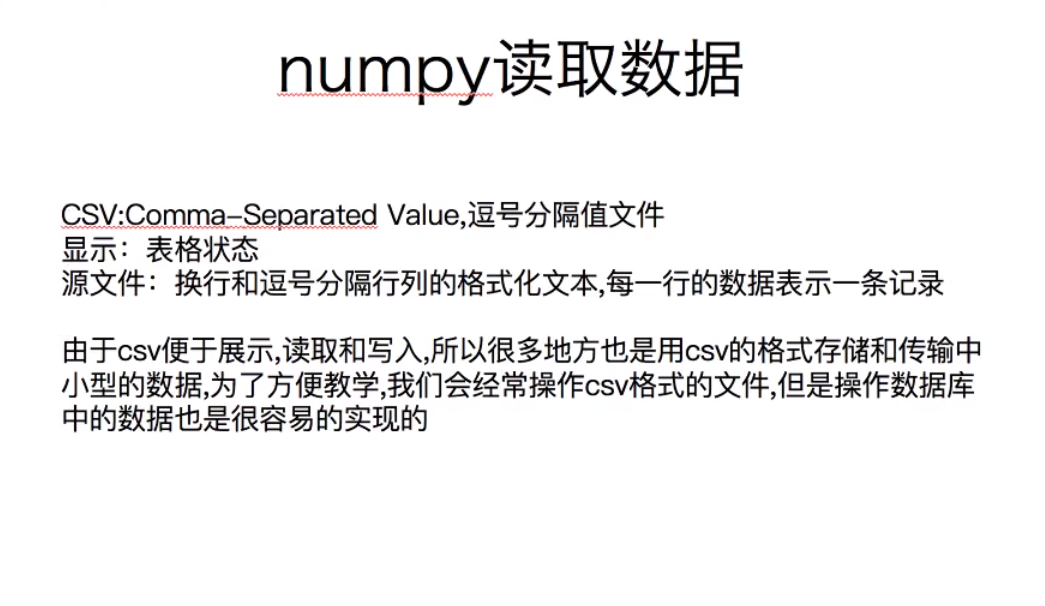 numpy读取数据
CSV:Comma-Separated Value,逗号分隔值文件
显示：表格状态
源文件：换行和逗号分隔行列的格式化文本,每一行的数据表示一条记录
由于csv便于展示,读取和写入,所以很多地方也是用csv的格式存储和传输中
小型的数据,为了方便教学,我们会经常操作csv格式的文件,但是操作数据库
中的数据也是很容易的实现的